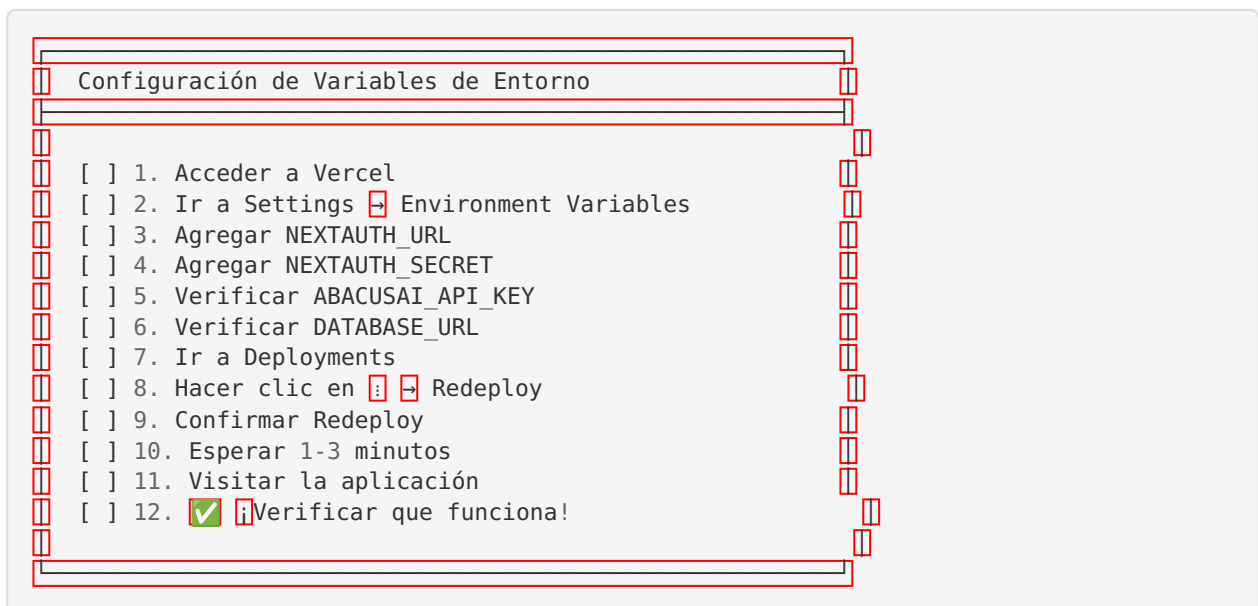 Configuración de Variables de Entorno
[ ] 1. Acceder a Vercel
[ ] 2. Ir a Settings → Environment Variables
[ ] 3. Agregar NEXTAUTH_URL
[ ] 4. Agregar NEXTAUTH_SECRET
[ ] 5. Verificar ABACUSAI_API_KEY
[ ] 6. Verificar DATABASE_URL
[ ] 7. Ir a Deployments
[ ] 8. Hacer clic en ⋮ → Redeploy
[ ] 9. Confirmar Redeploy
[ ] 10. Esperar 1-3 minutos
[ ] 11. Visitar la aplicación
[ ] 12. ✅ ¡Verificar que funciona!